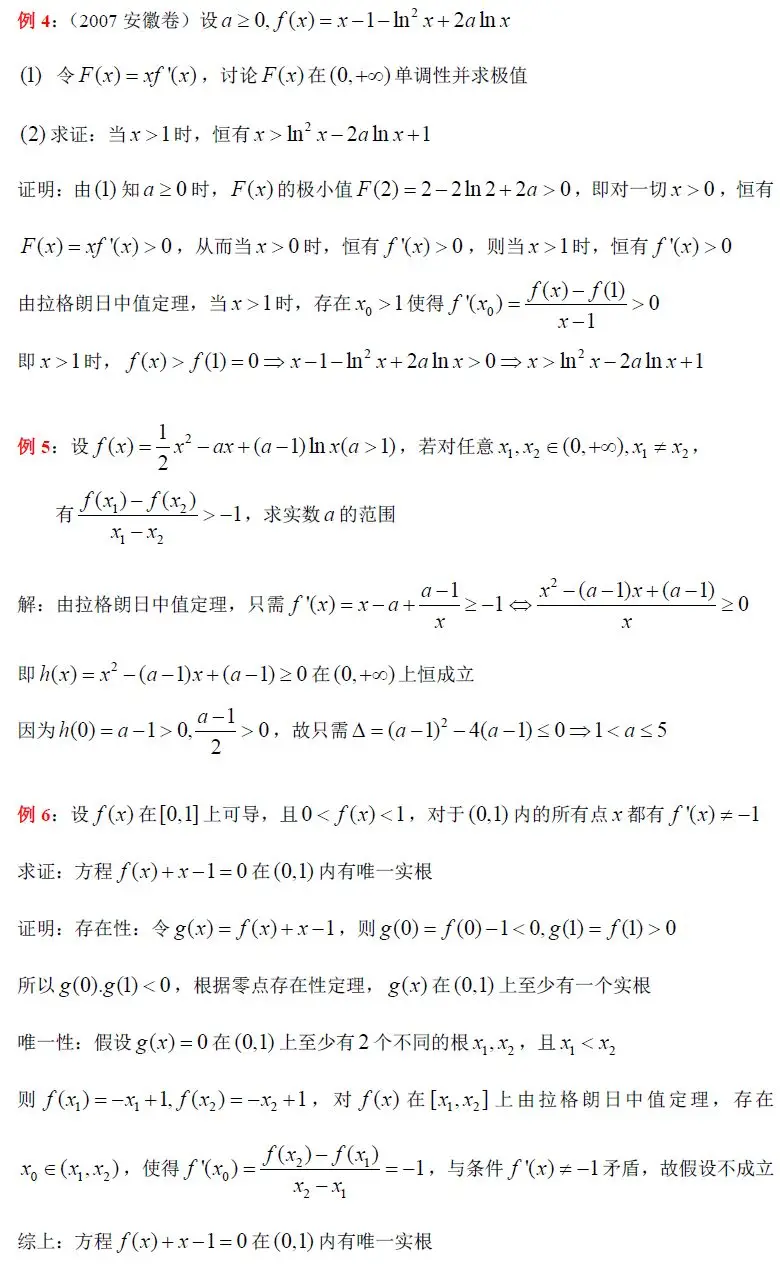 例4:（2007安徽卷）设 $a \geq 0, f(x) = x - 1 - \ln^2 x + 2a \ln x$
(1) 令 $F(x) = xf'(x)$，讨论 $F(x)$ 在 $(0, +\infty)$ 单调性并求极值
(2) 求证：当 $x > 1$ 时，恒有 $x > \ln^2 x - 2a \ln x + 1$
证明：由(1)知 $a \geq 0$ 时，$F(x)$ 的极小值 $F(2) = 2 - 2\ln 2 + 2a > 0$，即对一切 $x > 0$，恒有
$F(x) = xf'(x) > 0$，从而当 $x > 0$ 时，恒有 $f'(x) > 0$，则当 $x > 1$ 时，恒有 $f'(x) > 0$
由拉格朗日中值定理，当 $x > 1$ 时，存在 $x_0 > 1$ 使得 $f'(x_0) = \frac{f(x) - f(1)}{x - 1} > 0$
即 $x > 1$ 时， $f(x) > f(1) = 0 \Rightarrow x - 1 - \ln^2 x + 2a \ln x > 0 \Rightarrow x > \ln^2 x - 2a \ln x + 1$
例5：设 $f(x) = \frac{1}{2}x^2 - ax + (a - 1)\ln x (a > 1)$，若对任意 $x_1, x_2 \in (0, +\infty), x_1 \neq x_2$，
有 $\frac{f(x_1) - f(x_2)}{x_1 - x_2} > -1$，求实数 $a$ 的范围
解：由拉格朗日中值定理，只需 $f'(x) = x - a + \frac{a - 1}{x} \geq -1 \Leftrightarrow \frac{x^2 - (a - 1)x + (a - 1)}{x} \geq 0$
即 $h(x) = x^2 - (a - 1)x + (a - 1) \geq 0$ 在 $(0, +\infty)$ 上恒成立
因为 $h(0) = a - 1 > 0, \frac{a - 1}{2} > 0$，故只需 $\Delta = (a - 1)^2 - 4(a - 1) \leq 0 \Rightarrow 1 < a \leq 5$
例6：设 $f(x)$ 在 $[0,1]$ 上可导，且 $0 < f(x) < 1$，对于 $(0,1)$ 内的所有点 $x$ 都有 $f'(x) \neq -1$
求证：方程 $f(x) + x - 1 = 0$ 在 $(0,1)$ 内有唯一实根
证明：存在性：令 $g(x) = f(x) + x - 1$，则 $g(0) = f(0) - 1 < 0, g(1) = f(1) > 0$
所以 $g(0).g(1) < 0$，根据零点存在性定理， $g(x)$ 在 $(0,1)$ 上至少有一个实根
唯一性：假设 $g(x) = 0$ 在 $(0,1)$ 上至少有 2 个不同的根 $x_1, x_2$，且 $x_1 < x_2$
则 $f(x_1) = -x_1 + 1, f(x_2) = -x_2 + 1$，对 $f(x)$ 在 $[x_1, x_2]$ 上由拉格朗日中值定理，存在
$x_0 \in (x_1, x_2)$，使得 $f'(x_0) = \frac{f(x_2) - f(x_1)}{x_2 - x_1} = -1$，与条件 $f'(x) \neq -1$ 矛盾，故假设不成立
综上：方程 $f(x) + x - 1 = 0$ 在 $(0,1)$ 内有唯一实根